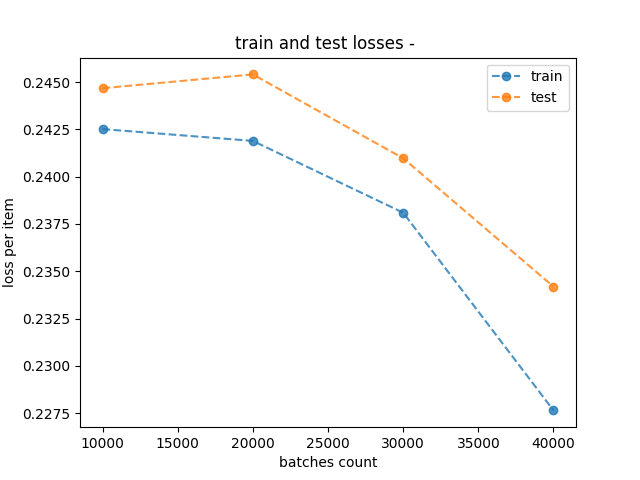 train and test losses -
train
test
0.2450
0.2425
0.2400
0.2375
0.2350
0.2325
0.2300
0.2275
loss per item
10000 15000 20000 25000 30000 35000 40000
batches count